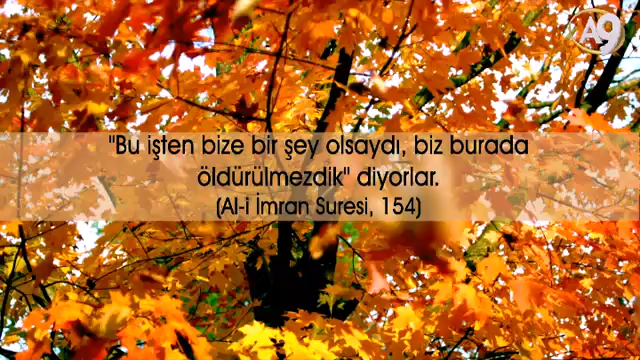 A9
"Bu işten bize bir şey olsaydı, biz burada
öldürülmezdik" diyorlar.
(Al-i İmran Suresi, 154)